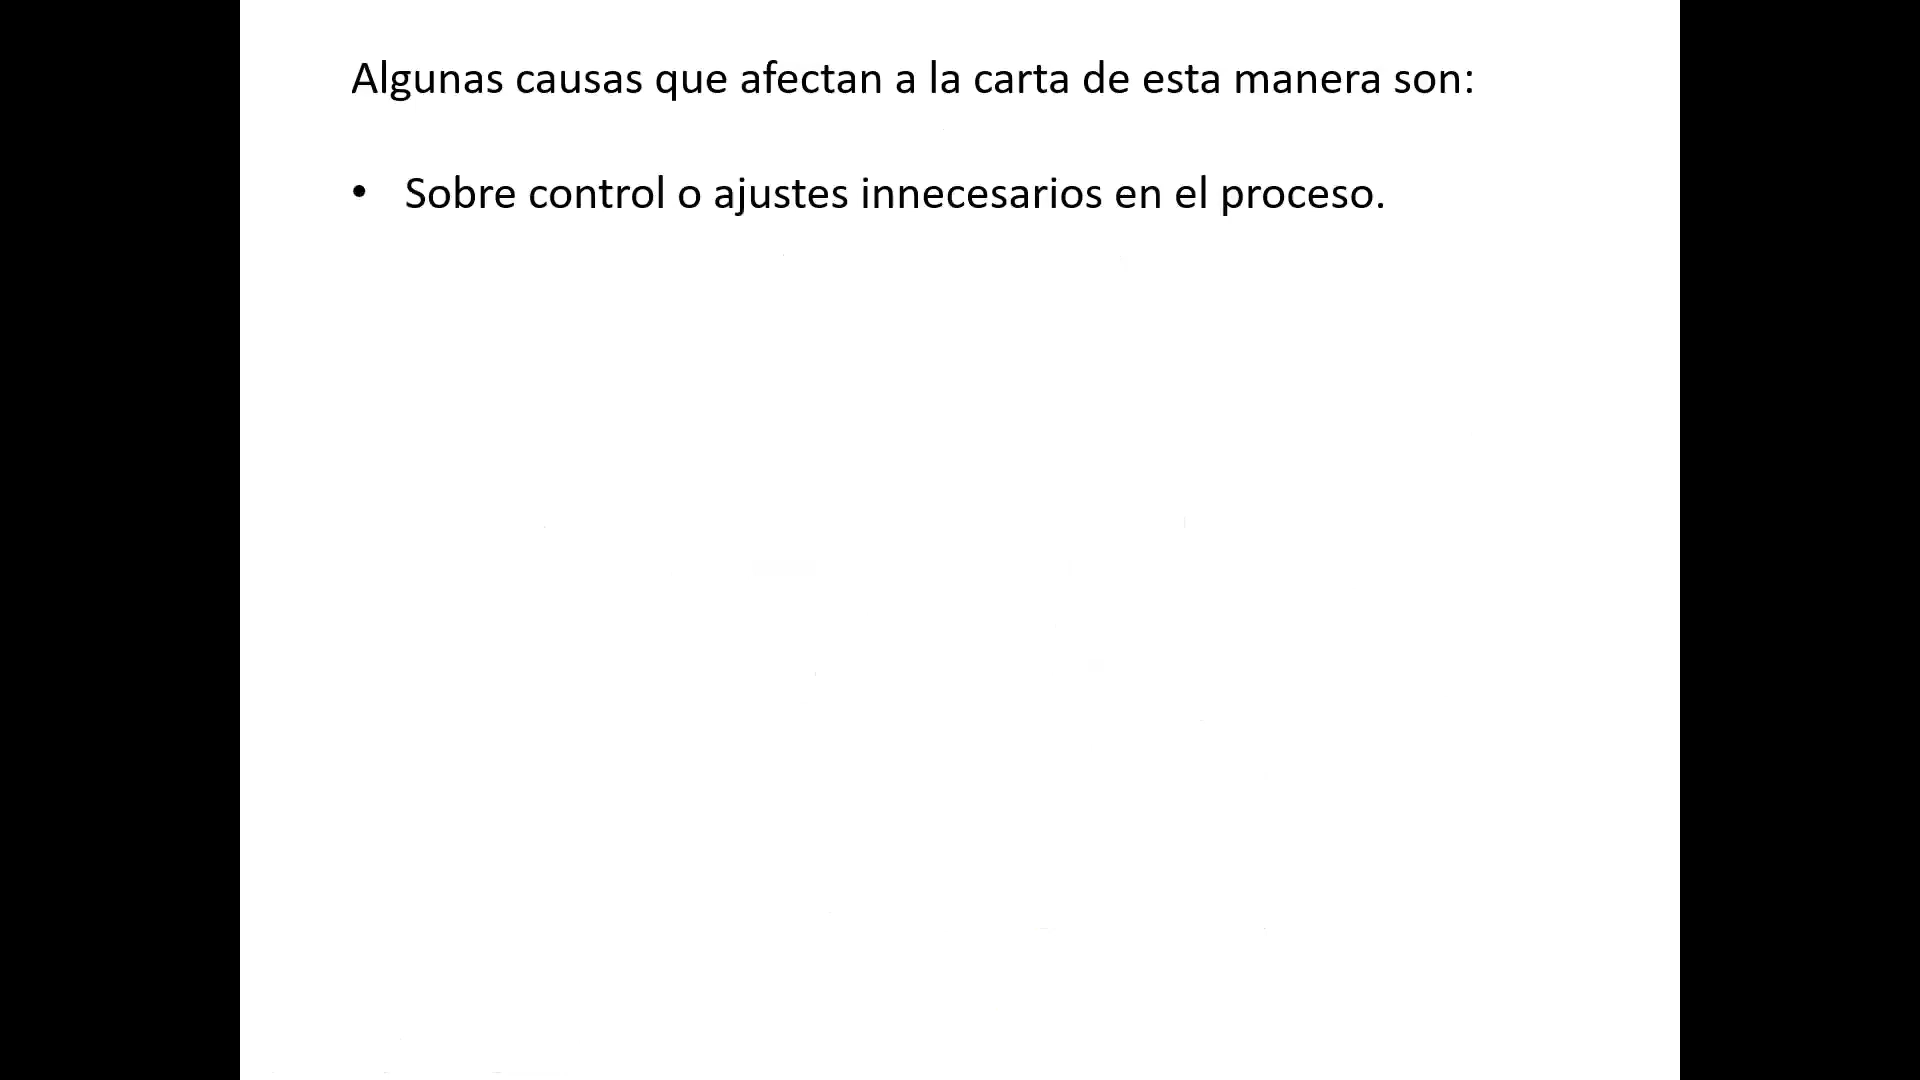 Algunas causas que afectan a la carta de esta manera son:
• Sobre control o ajustes innecesarios en el proceso.